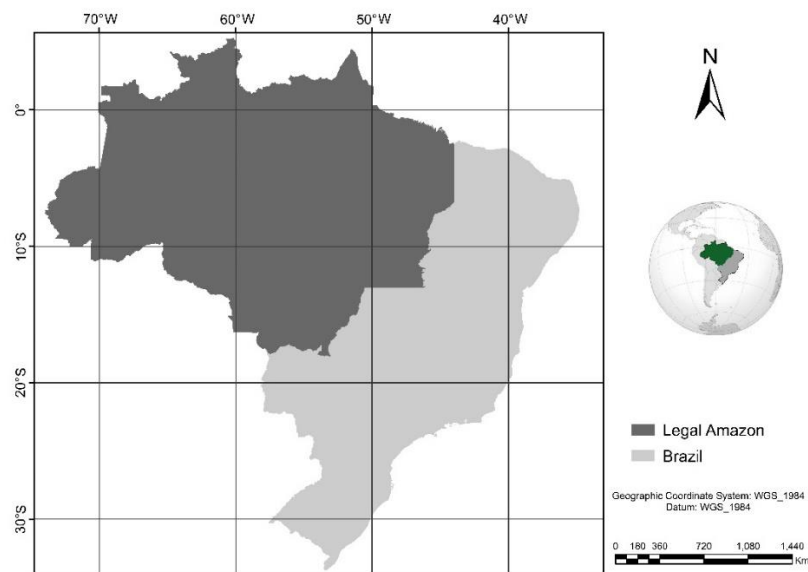 70°W 60°W 50°W 40°W
N
0°
10°S
20°S
30°S
Legal Amazon
Brazil
Geographic Coordinate System: WGS_1984
Datum: WGS_1984
0 180 360 720 1,080 1,440
Km